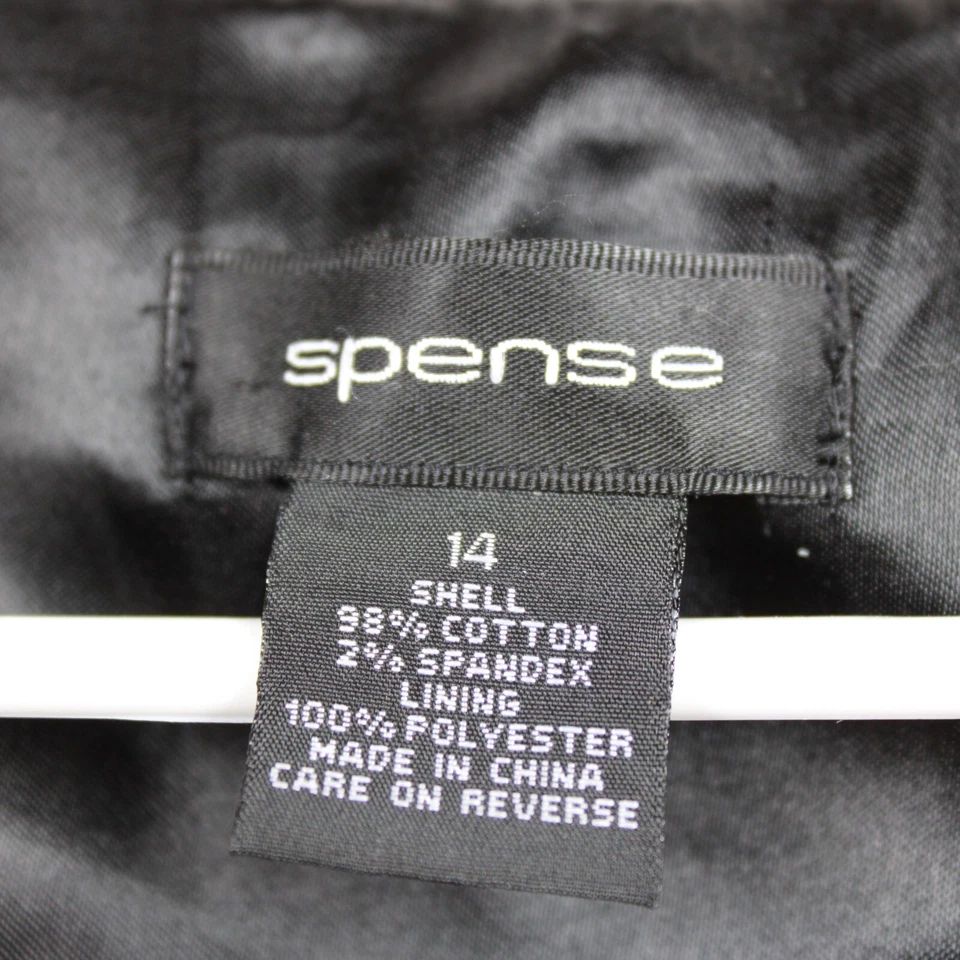 spense
14
SHELL
98% COTTON
2% SPANDEX
LINING
100% POLYESTER
MADE IN CHINA
CARE ON REVERSE